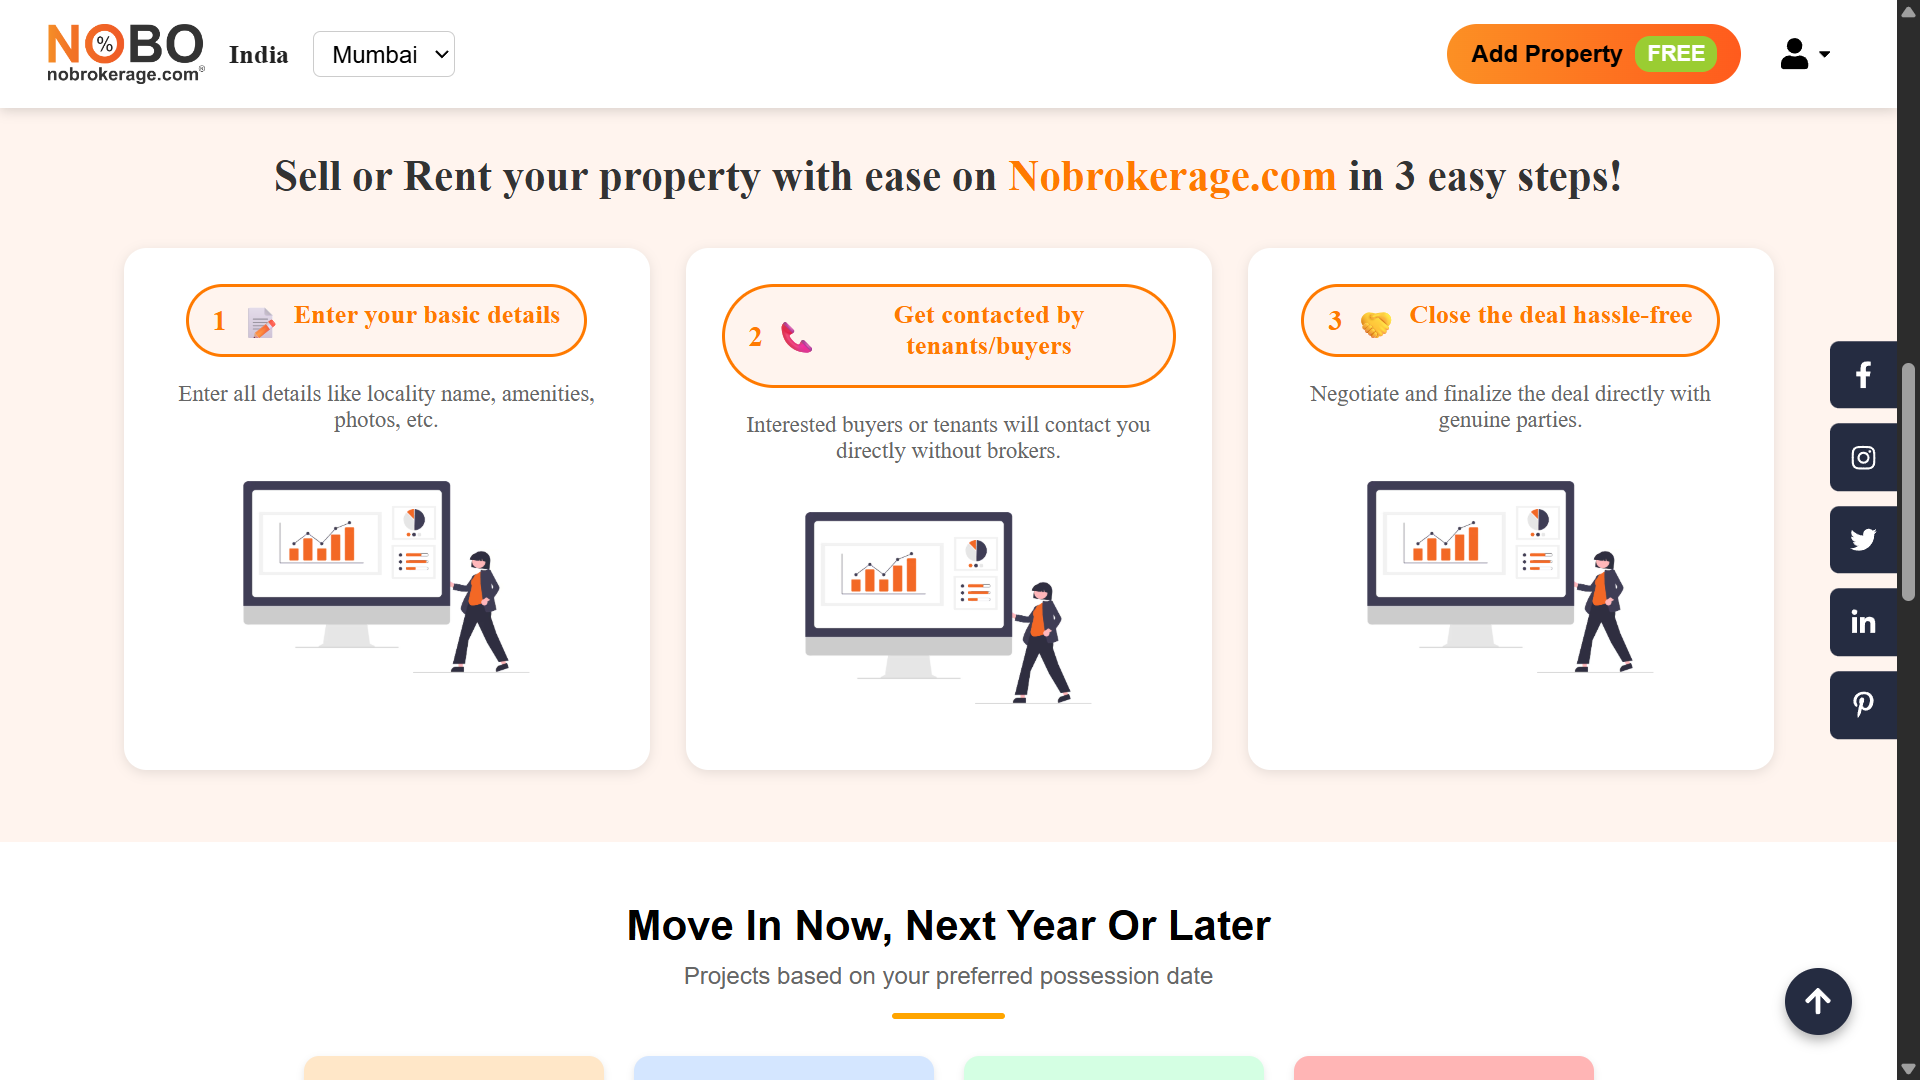 NO%BO
nobrokerage.com®
India
Mumbai
Add Property FREE
Sell or Rent your property with ease on Nobrokerage.com in 3 easy steps!
1 Enter your basic details
Enter all details like locality name, amenities,
photos, etc.
2 Get contacted by
tenants/buyers
Interested buyers or tenants will contact you
directly without brokers.
3 Close the deal hassle-free
Negotiate and finalize the deal directly with
genuine parties.
Move In Now, Next Year Or Later
Projects based on your preferred possession date